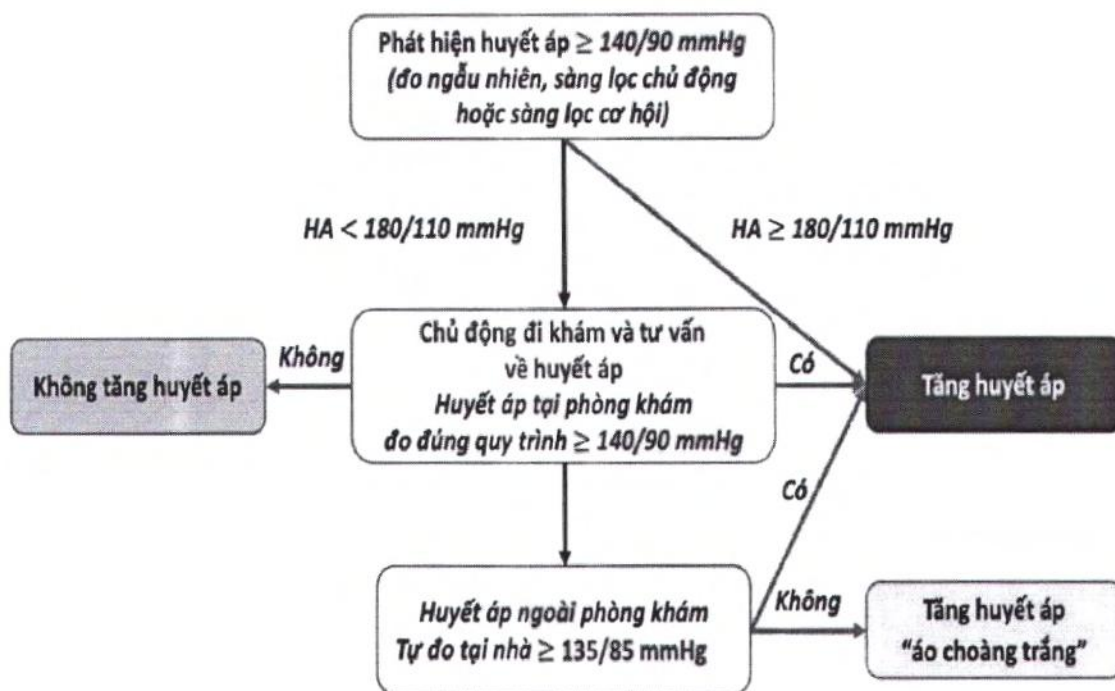 Phát hiện huyết áp ≥ 140/90 mmHg
(đo ngẫu nhiên, sàng lọc chủ động
hoặc sàng lọc cơ hội)
HA < 180/110 mmHg
HA ≥ 180/110 mmHg
Không tăng huyết áp
Không
Chủ động đi khám và tư vấn
về huyết áp
Huyết áp tại phòng khám
đo đúng quy trình ≥ 140/90 mmHg
Có
Tăng huyết áp
Có
Huyết áp ngoài phòng khám
Tự đo tại nhà ≥ 135/85 mmHg
Không
Tăng huyết áp
“áo choàng trắng”